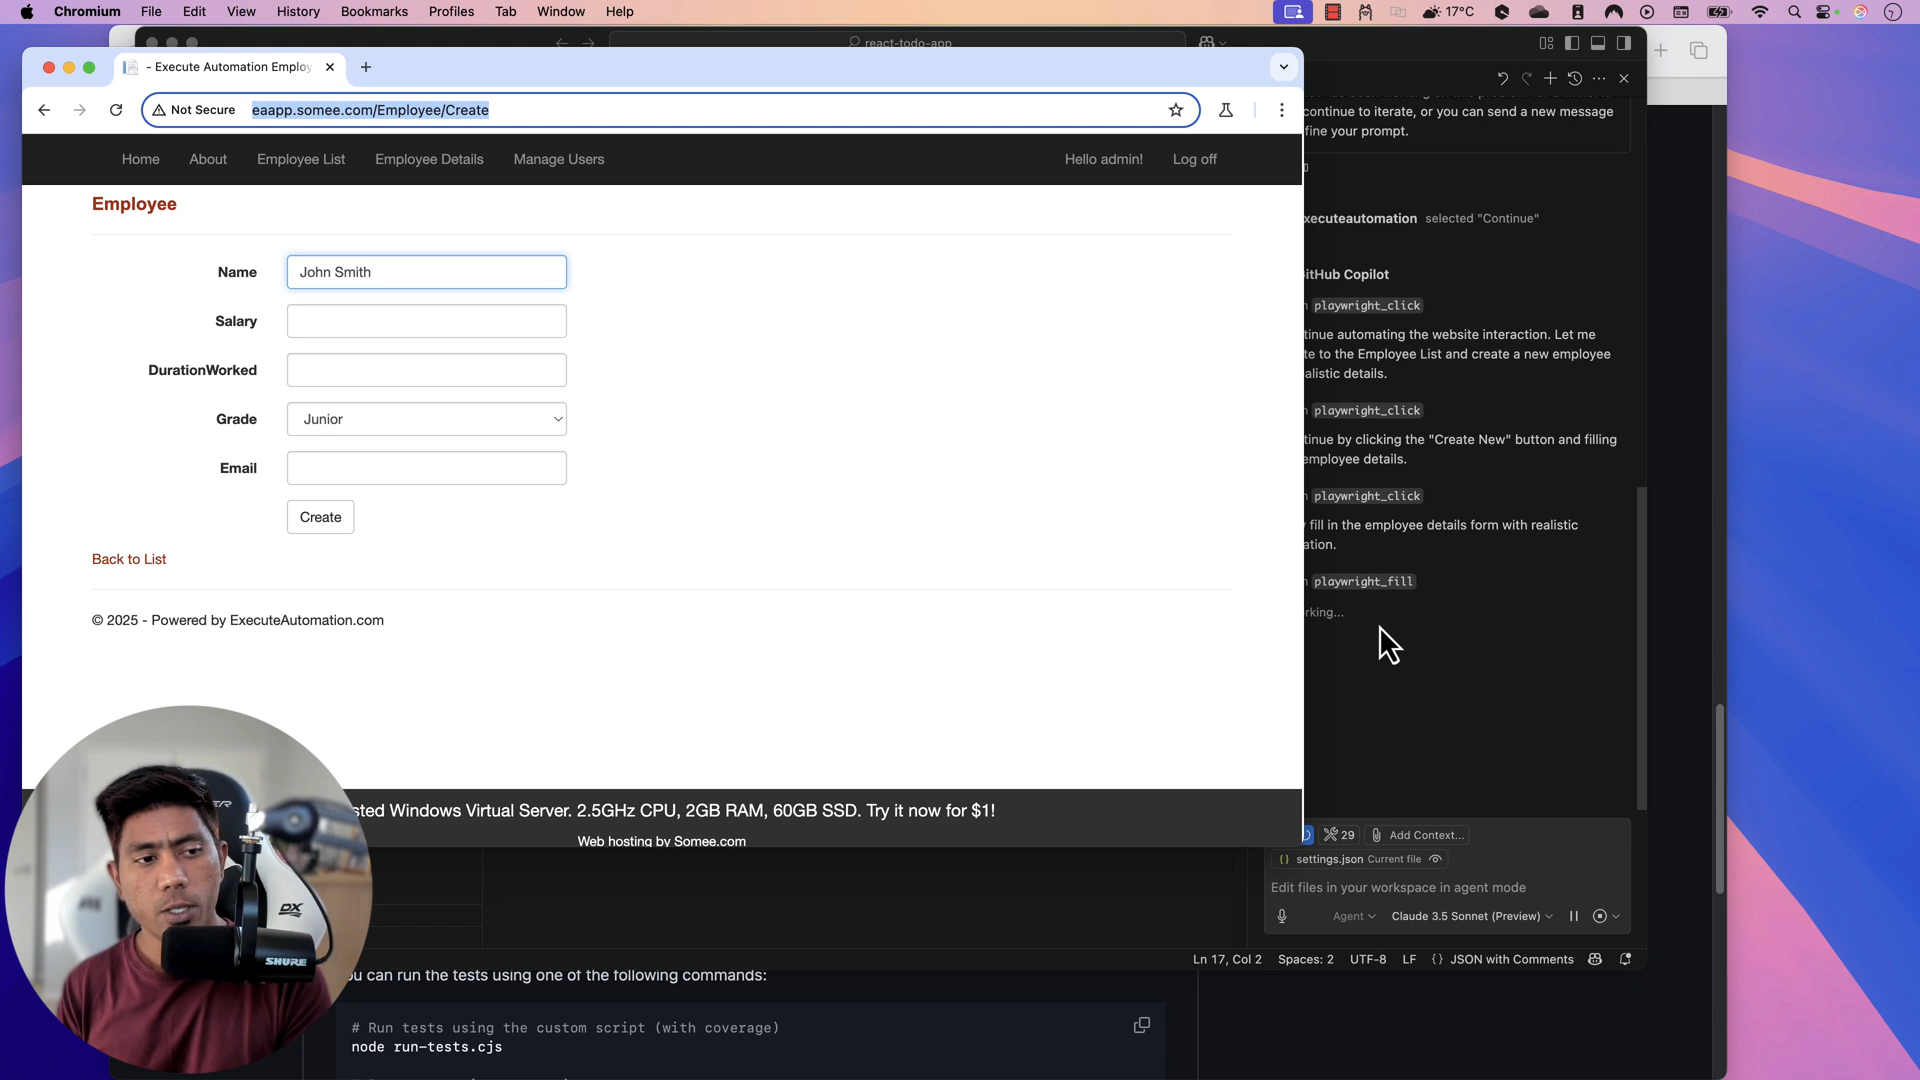 Chromium File Edit View History Bookmarks Profiles Tab Window Help
17°C
react-todo-app
- Execute Automation Employ
Not Secure eaapp.somee.com/Employee/Create
Home About Employee List Employee Details Manage Users Hello admin! Log off
Employee
Name John Smith
Salary
DurationWorked
Grade Junior
Email
Create
Back to List
© 2025 - Powered by ExecuteAutomation.com
sted Windows Virtual Server. 2.5GHz CPU, 2GB RAM, 60GB SSD. Try it now for $1!
Web hosting by Somee.com
continue to iterate, or you can send a new message
fine your prompt.
xecuteautomation selected "Continue"
itHub Copilot
playwright_click
tinue automating the website interaction. Let me
te to the Employee List and create a new employee
alistic details.
playwright_click
tinue by clicking the "Create New" button and filling
employee details.
playwright_click
fill in the employee details form with realistic
ation.
playwright_fill
rking...
29 Add Context...
{} settings.json Current file
Edit files in your workspace in agent mode
Agent Claude 3.5 Sonnet (Preview)
Ln 17, Col 2 Spaces: 2 UTF-8 LF {} JSON with Comments
ou can run the tests using one of the following commands:
# Run tests using the custom script (with coverage)
node run-tests.cjs
DX
SHURE